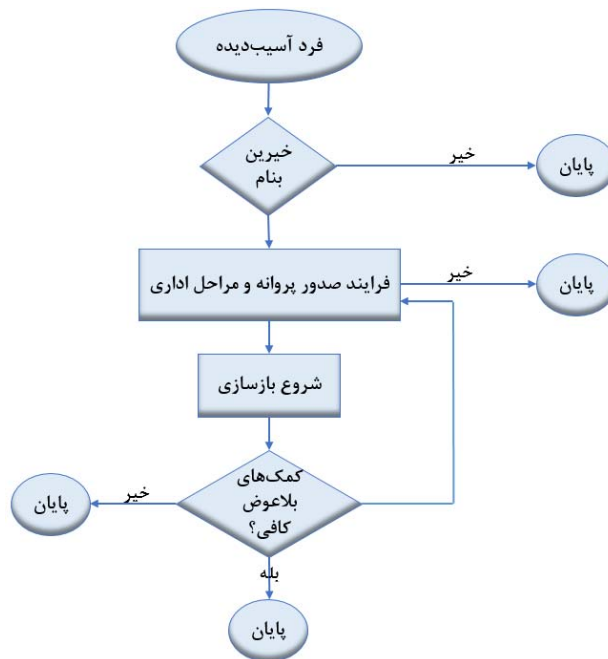 فرد آسیب‌دیده
خیرین
بنام
خیر
پایان
فرایند صدور پروانه و مراحل اداری
خیر
پایان
شروع بازسازی
کمک‌های
بلاعوض
کافی؟
خیر
پایان
بله
پایان